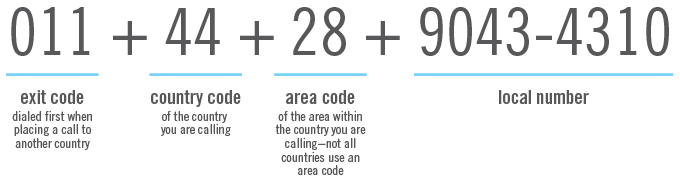 011 + 44 + 28 + 9043-4310
exit code
dialed first when
placing a call to
another country
country code
of the country
you are calling
area code
of the area within
the country you are
calling—not all
countries use an
area code
local number